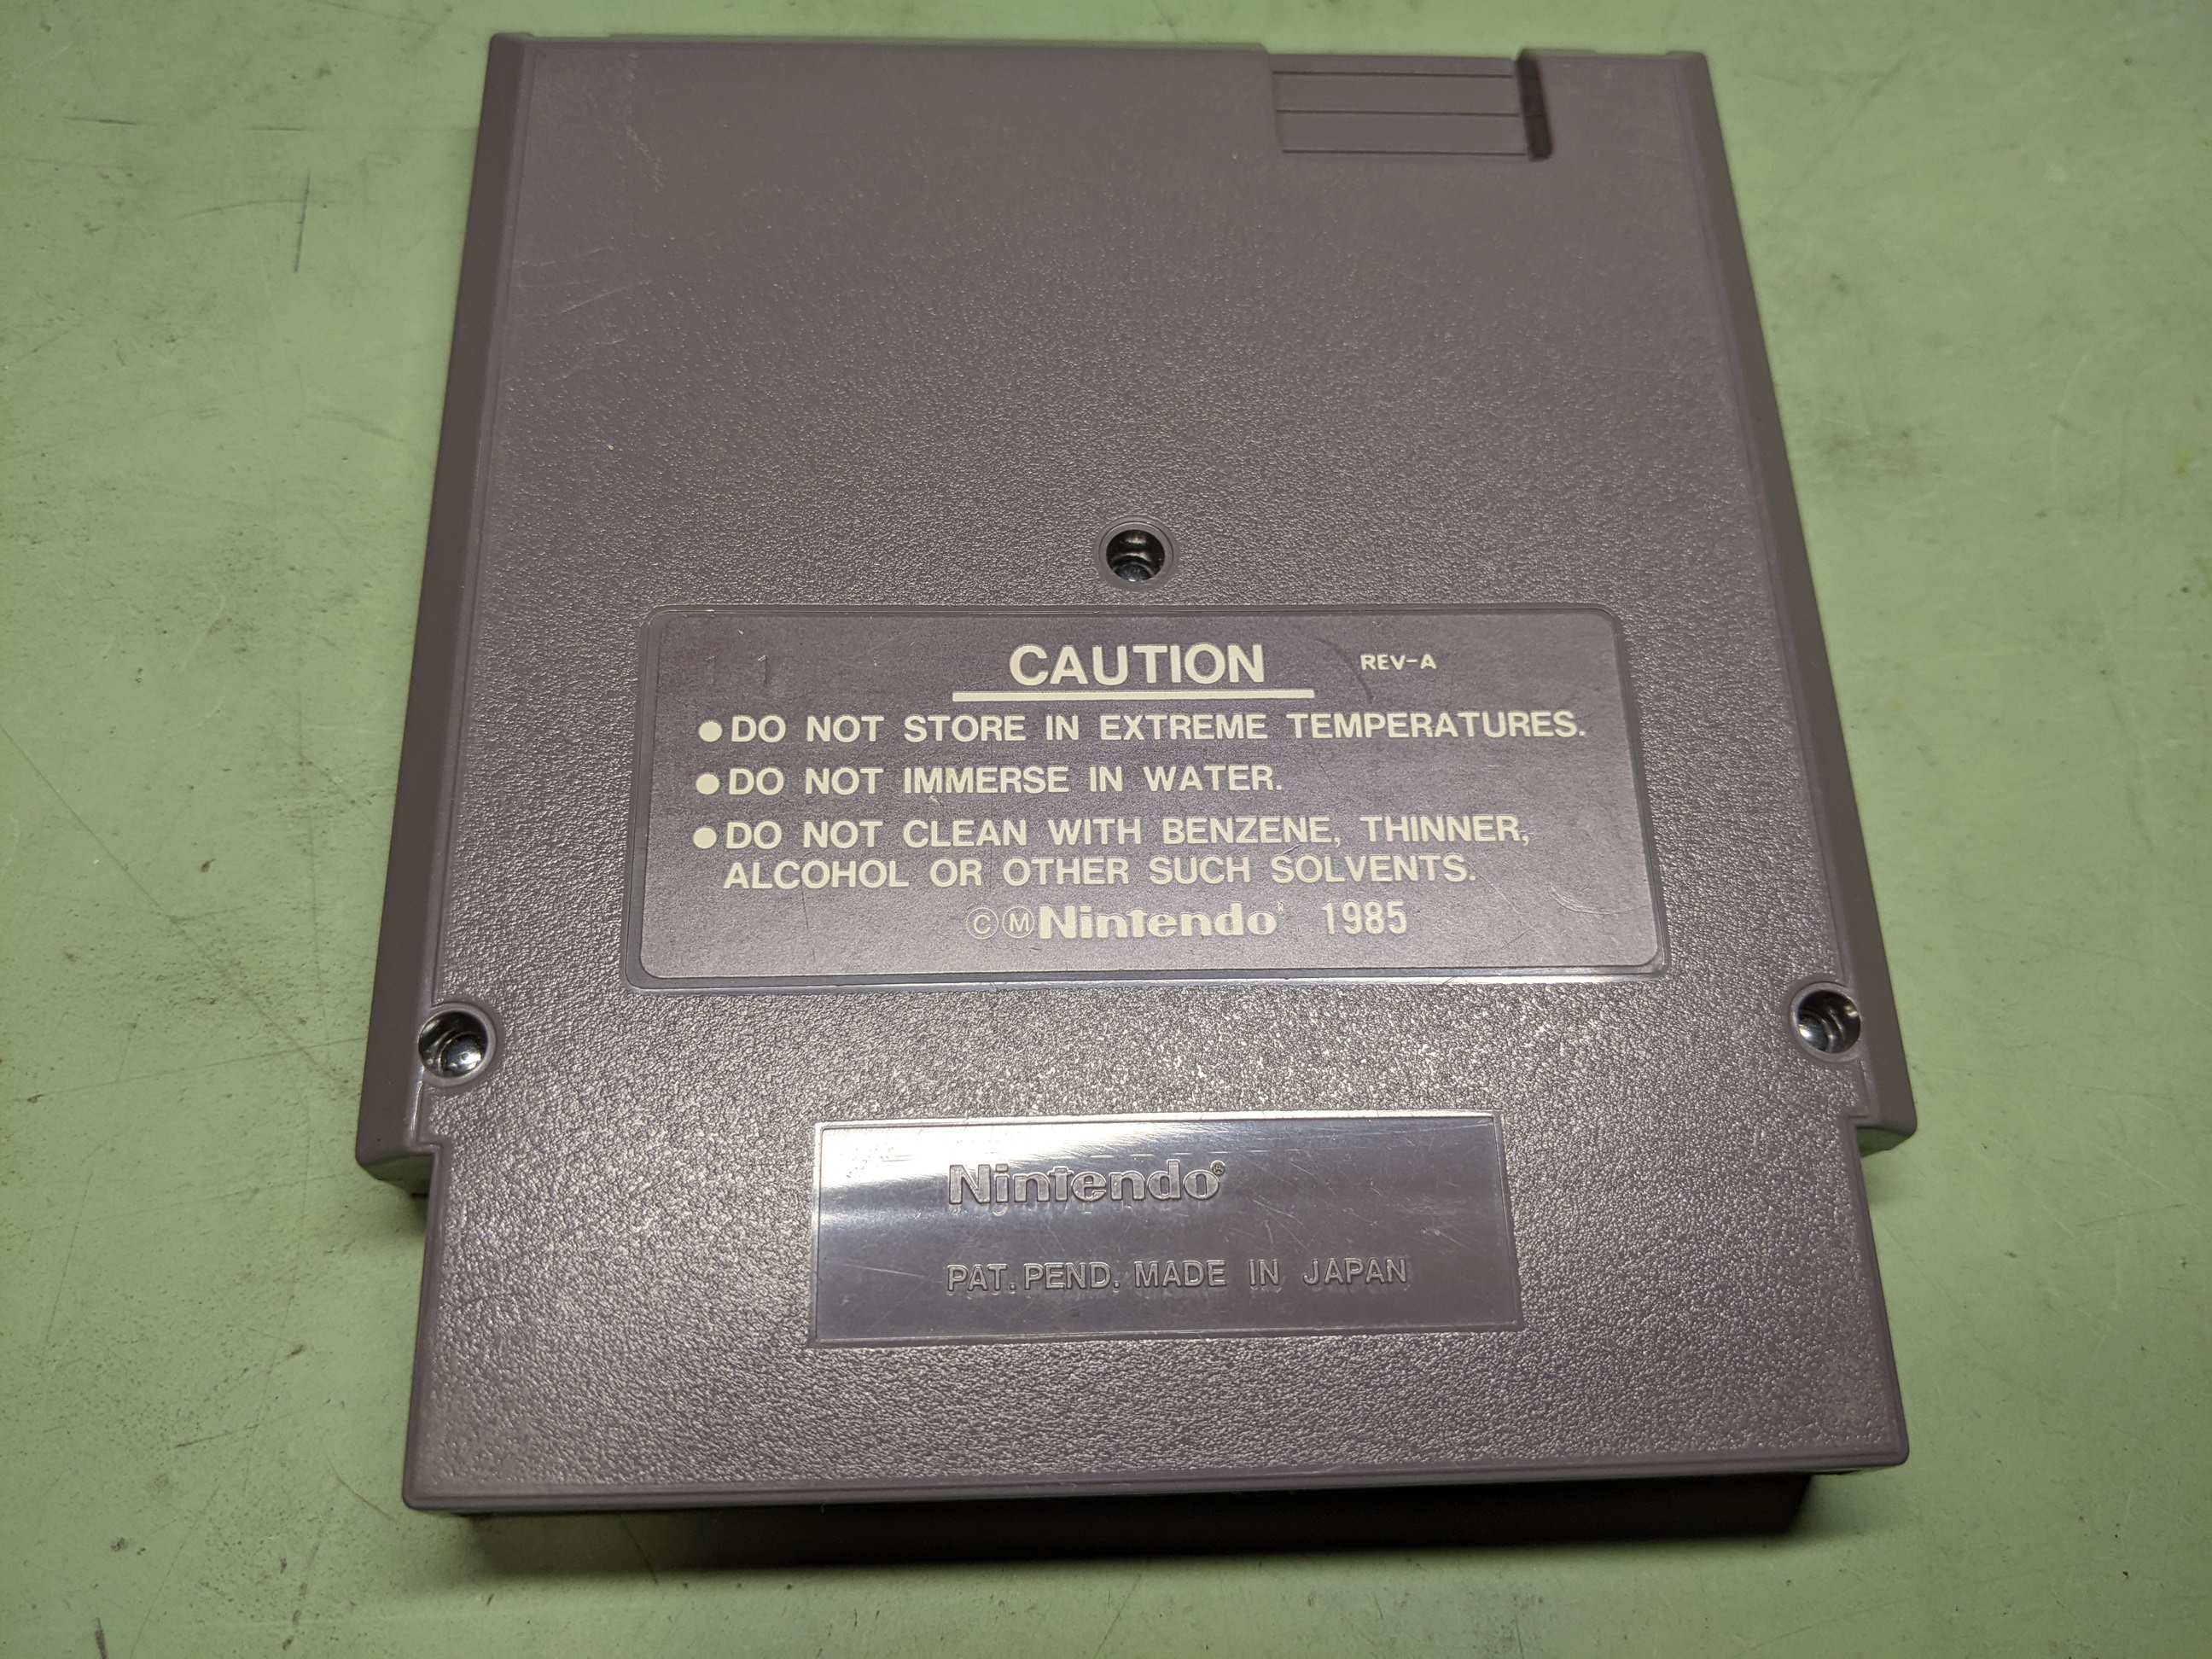 CAUTION REV-A
●DO NOT STORE IN EXTREME TEMPERATURES.
●DO NOT IMMERSE IN WATER.
●DO NOT CLEAN WITH BENZENE, THINNER,
ALCOHOL OR OTHER SUCH SOLVENTS.
ⒸⓂNintendo 1985
Nintendo®
PAT. PEND. MADE IN JAPAN